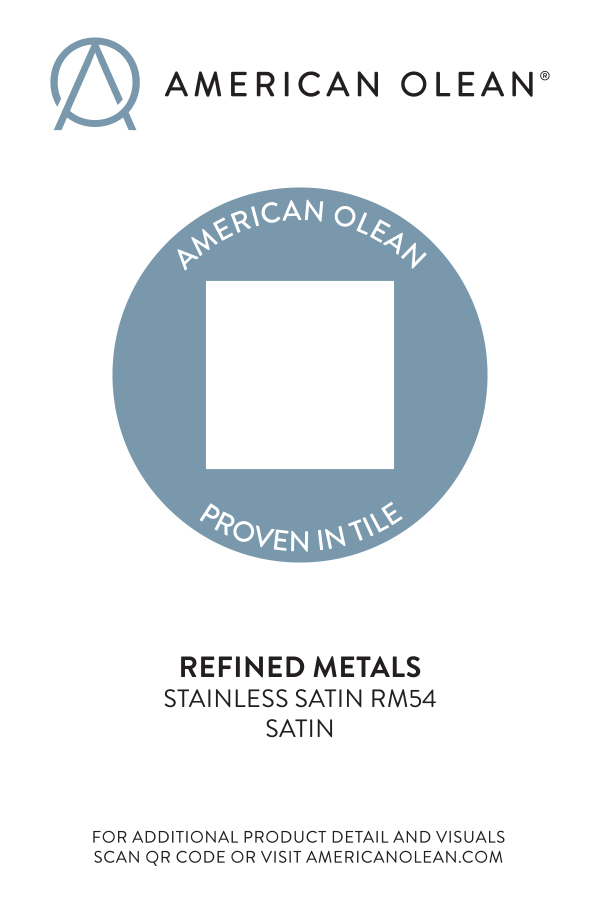 AMERICAN OLEAN®
AMERICAN OLEAN
PROVEN IN TILE
REFINED METALS
STAINLESS SATIN RM54
SATIN
FOR ADDITIONAL PRODUCT DETAIL AND VISUALS
SCAN QR CODE OR VISIT AMERICANOLEAN.COM